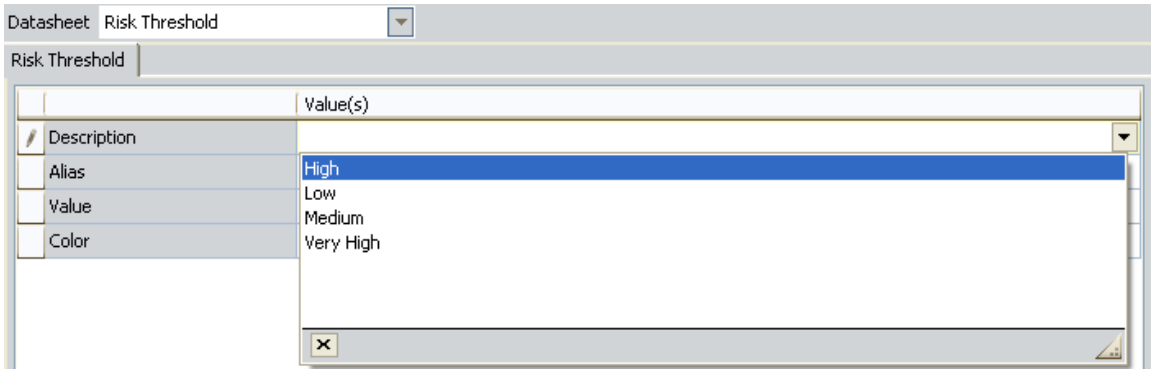 Datasheet Risk Threshold
Risk Threshold
Value(s)
Description
Alias
High
Low
Value
Medium
Color
Very High